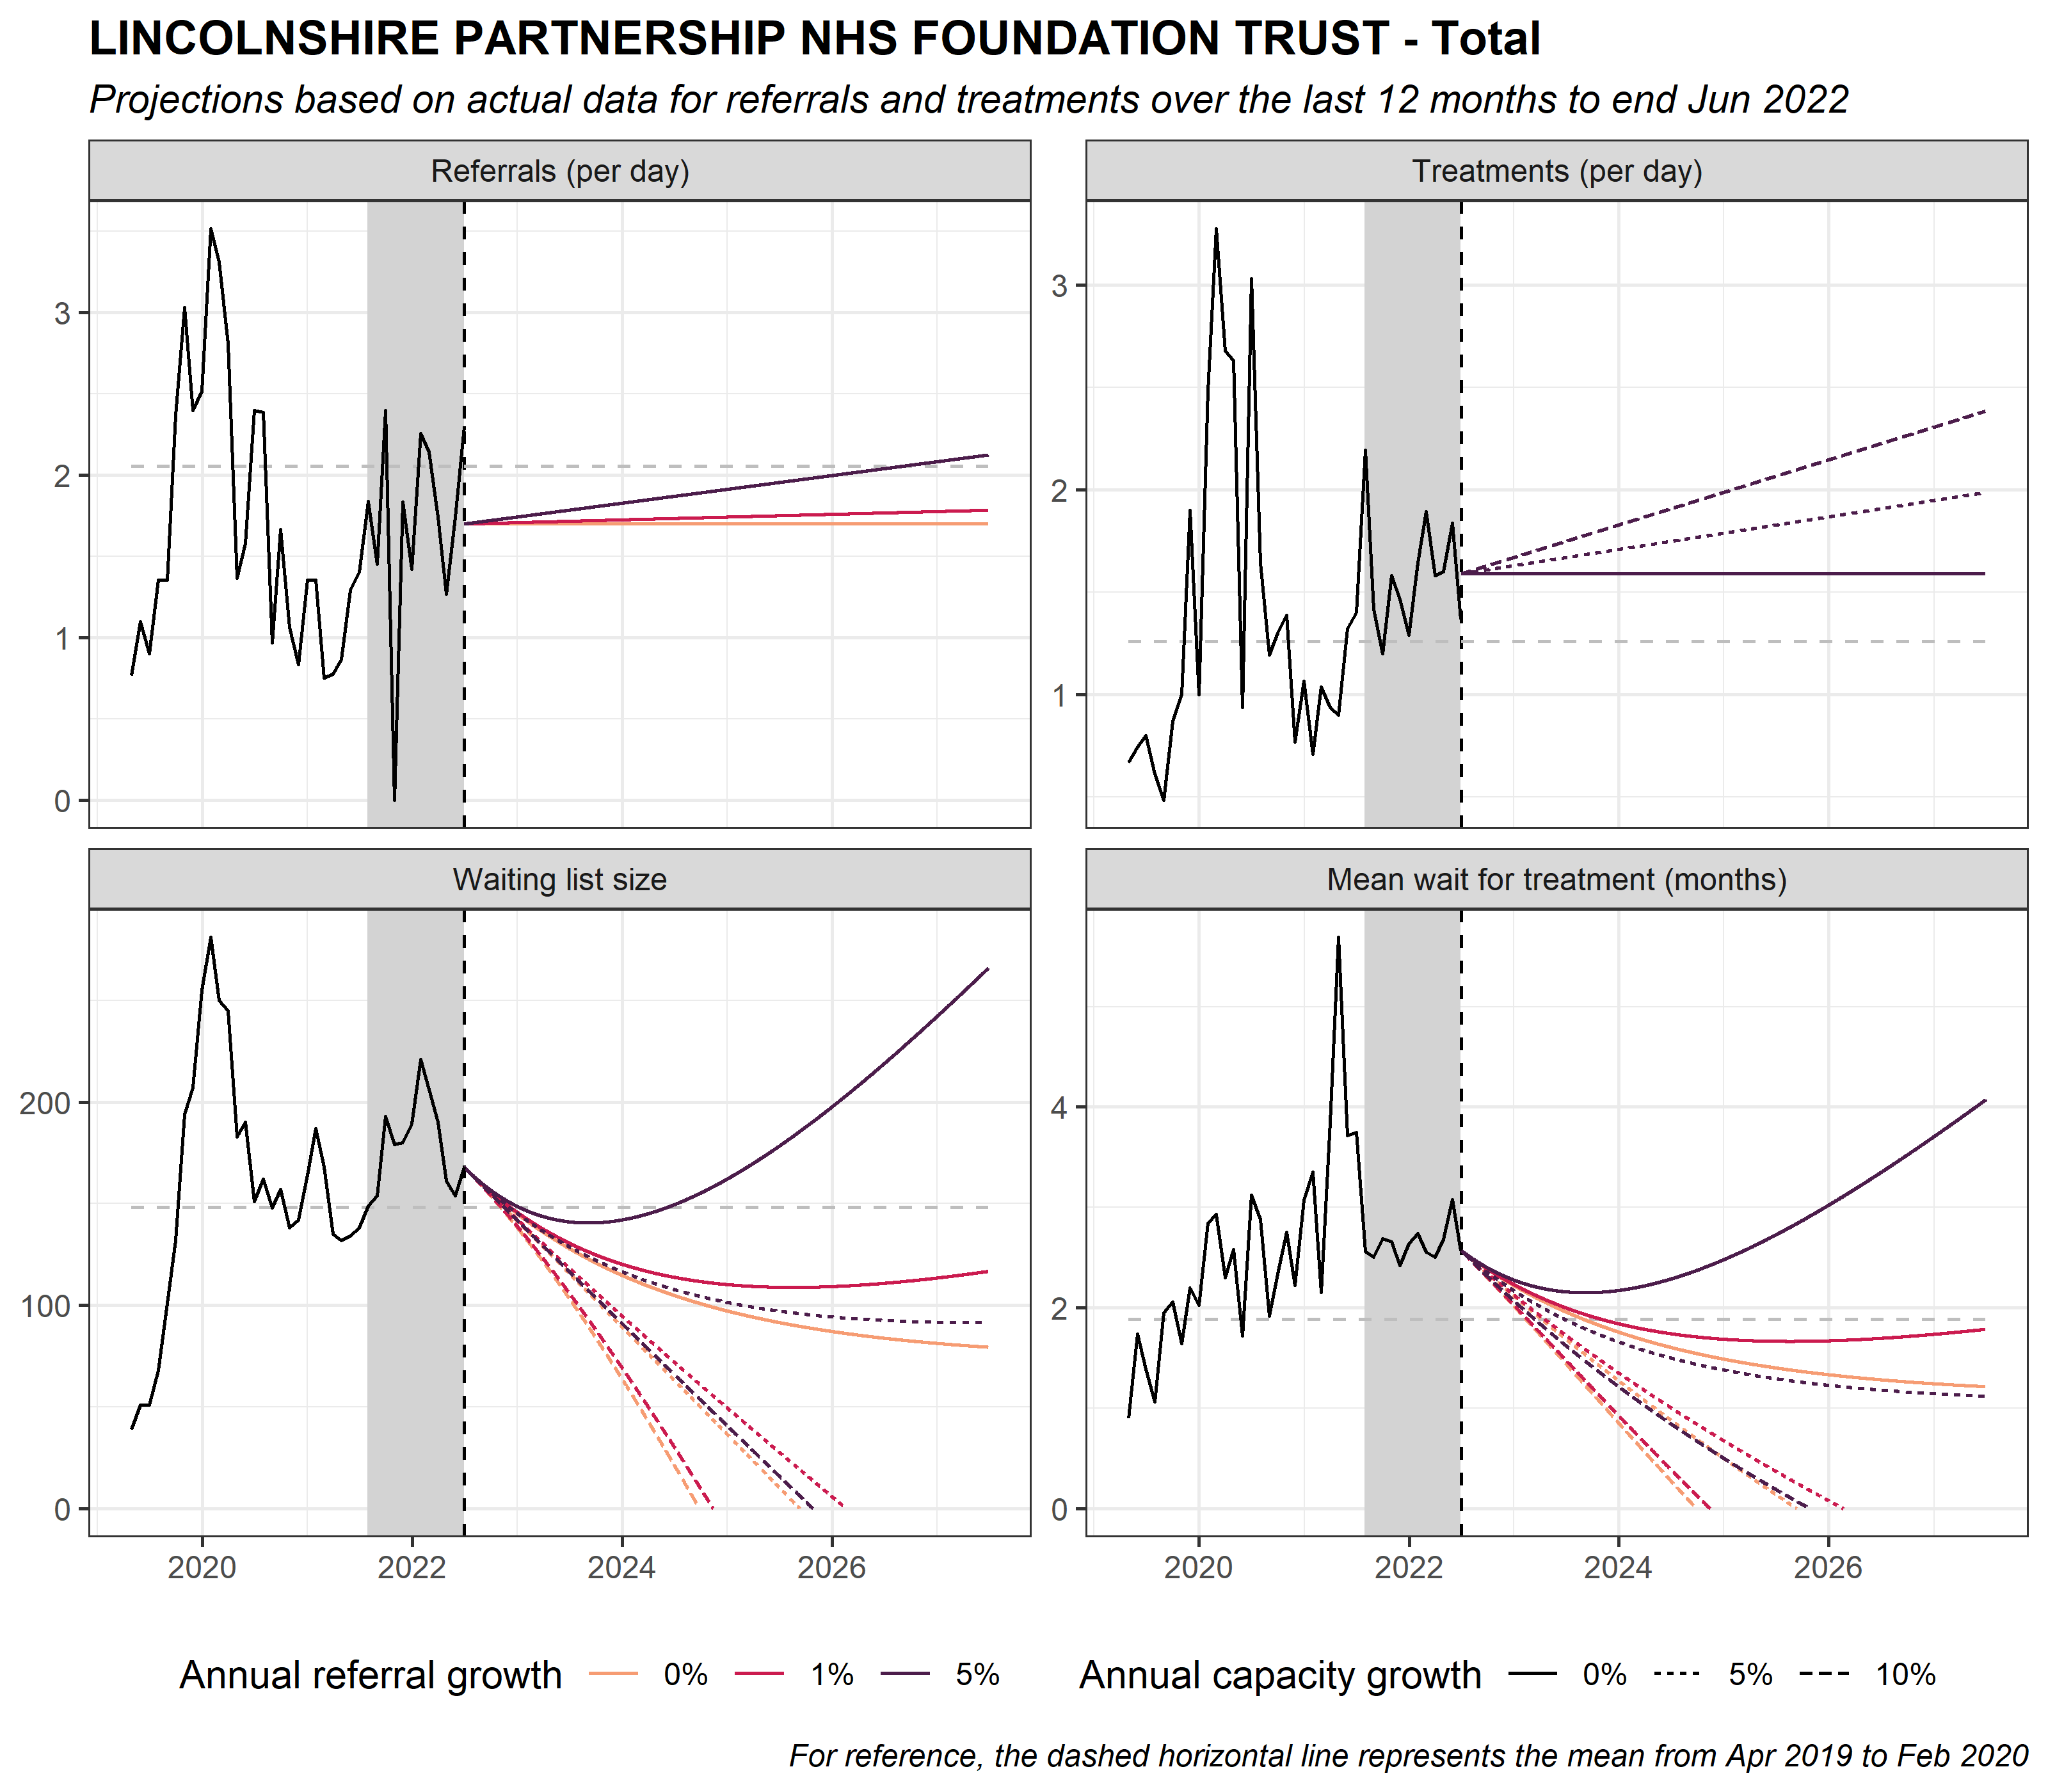 LINCOLNSHIRE PARTNERSHIP NHS FOUNDATION TRUST - Total
Projections based on actual data for referrals and treatments over the last 12 months to end Jun 2022
Referrals (per day)
3
2
1
0
Treatments (per day)
3
2
1
Waiting list size
200
100
0
2020 2022 2024 2026
Mean wait for treatment (months)
4
2
0
2020 2022 2024 2026
Annual referral growth 0% 1% 5%
Annual capacity growth 0% 5% 10%
For reference, the dashed horizontal line represents the mean from Apr 2019 to Feb 2020